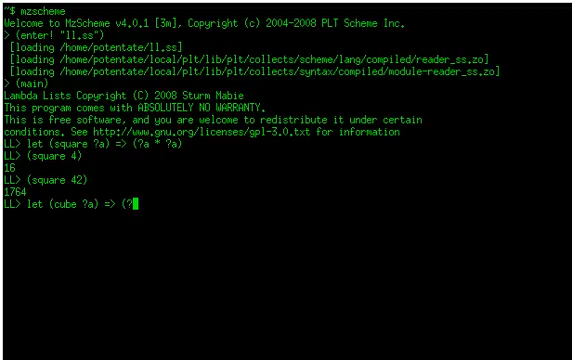 ~$ mzscheme
Welcome to MzScheme v4.0.1 [3m], Copyright (c) 2004-2008 PLT Scheme Inc.
> (enter! "ll.ss")
 [loading /home/potentate/ll.ss]
 [loading /home/potentate/local/plt/lib/plt/collects/scheme/lang/compiled/reader_ss.zo]
 [loading /home/potentate/local/plt/lib/plt/collects/syntax/compiled/module-reader_ss.zo]
> (main)
Lambda Lists Copyright (C) 2008 Sturm Mabie
This program comes with ABSOLUTELY NO WARRANTY.
This is free software, and you are welcome to redistribute it under certain
conditions. See http://www.gnu.org/licenses/gpl-3.0.txt for information
LL> let (square ?a) => (?a * ?a)
LL> (square 4)
16
LL> (square 42)
1764
LL> let (cube ?a) => (?